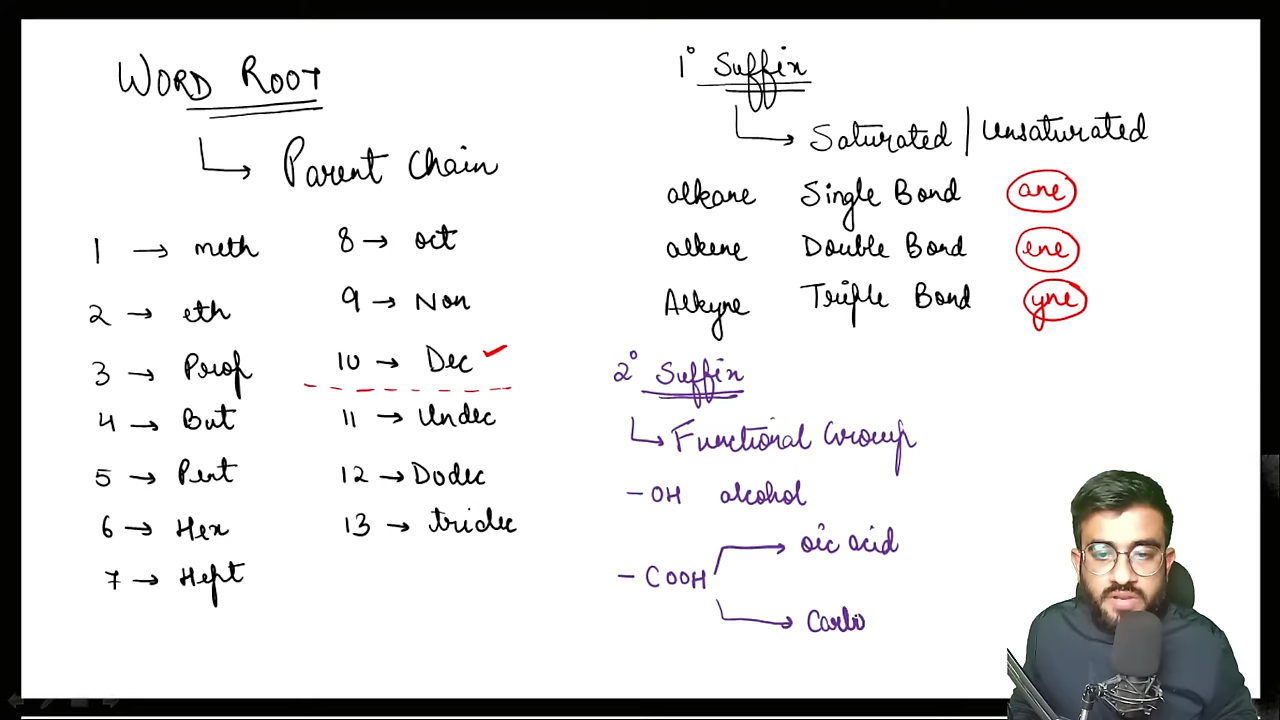 WORD ROOT
Parent Chain
1 → meth
2 → eth
3 → Prop
4 → But
5 → Pent
6 → Hex
7 → Hept
8 → oct
9 → Non
10 → Dec ✓
11 → Undec
12 → Dodec
13 → tridec
1° Suffix
Saturated | Unsaturated
alkane Single Bond ane
alkene Double Bond ene
Alkyne Triple Bond yne
2° Suffix
Functional Group
- OH alcohol
- COOH
oic acid
Carbo